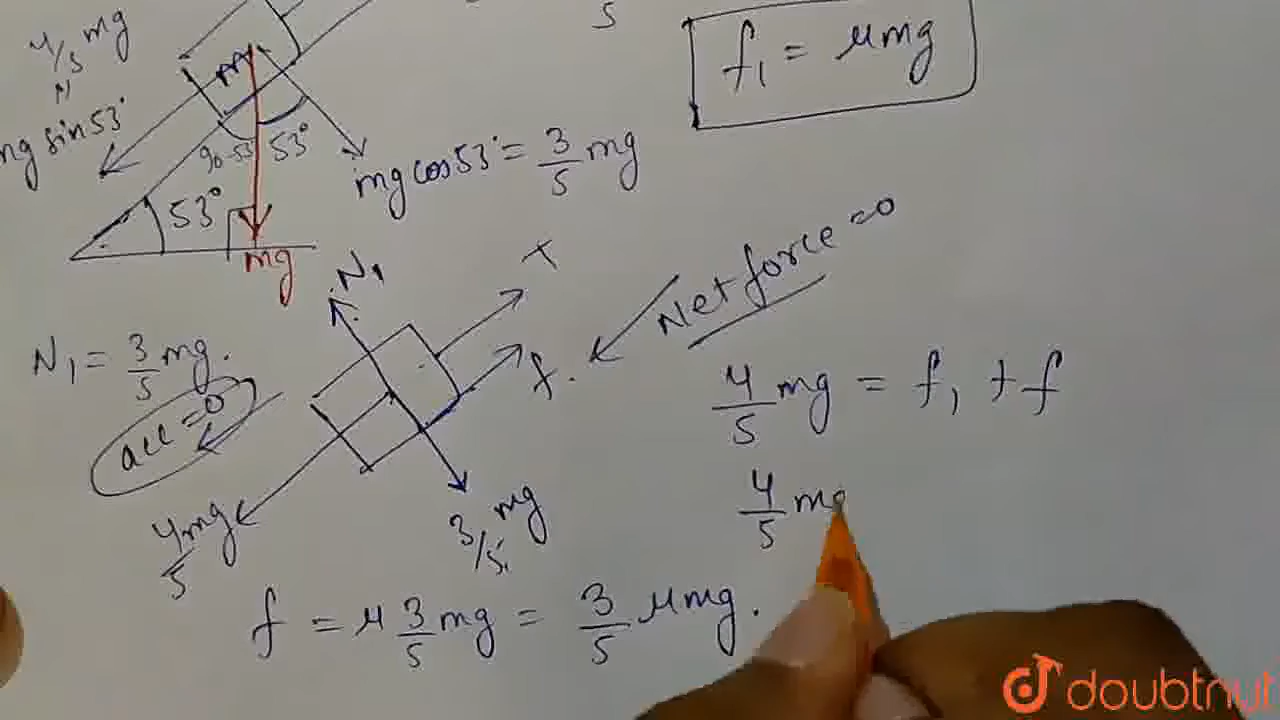 4/5 mg
5
f₁ = μmg
m
mg sin 53°
90-53
53°
mg cos 53° = 3/5 mg
53°
mg
N₁
T
Net force = 0
N₁ = 3/5 mg.
f.
acc = 0
4/5 mg = f₁ + f
4/5 mg
4mg/5
3/5 mg
f = μ 3/5 mg = 3/5 μmg.
doubtnut